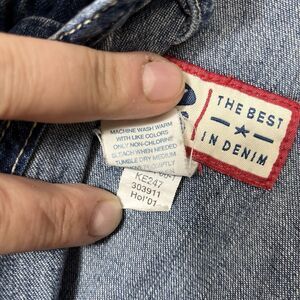 THE BEST
IN DENIM
MACHINE WASH WARM
WITH LIKE COLORS
ONLY NON-CHLORINE
BLEACH WHEN NEEDED
TUMBLE DRY MEDIUM
KE247
303911
Hol'01